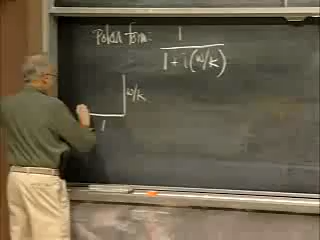 Polar form: 1
1 + i(ω/k)
ω/k
1